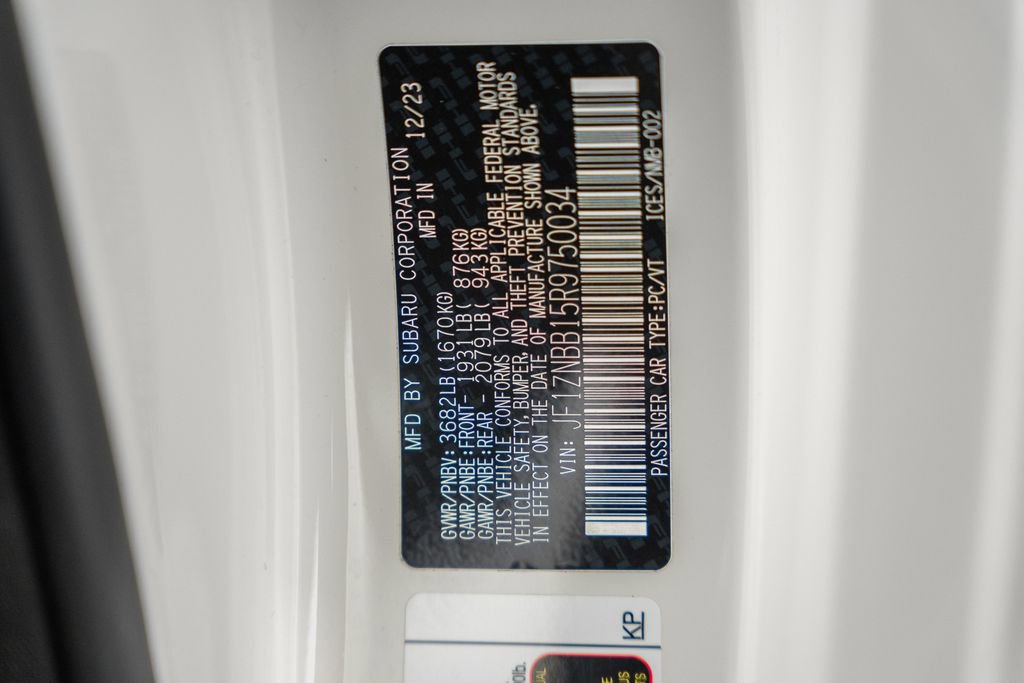 MFD BY SUBARU CORPORATION 12/23
MFD IN
GVWR/PNBV: 3682LB(1670KG)
GAWR/PNBE:FRONT- 1931LB( 876KG)
GAWR/PNBE:REAR - 2079LB( 943KG)
THIS VEHICLE CONFORMS TO ALL APPLICABLE FEDERAL MOTOR
VEHICLE SAFETY, BUMPER, AND THEFT PREVENTION STANDARDS
IN EFFECT ON THE DATE OF MANUFACTURE SHOWN ABOVE.
VIN: JF1ZNBB15R9750034
PASSENGER CAR TYPE:PC/VT ICES/NMB-002
KP